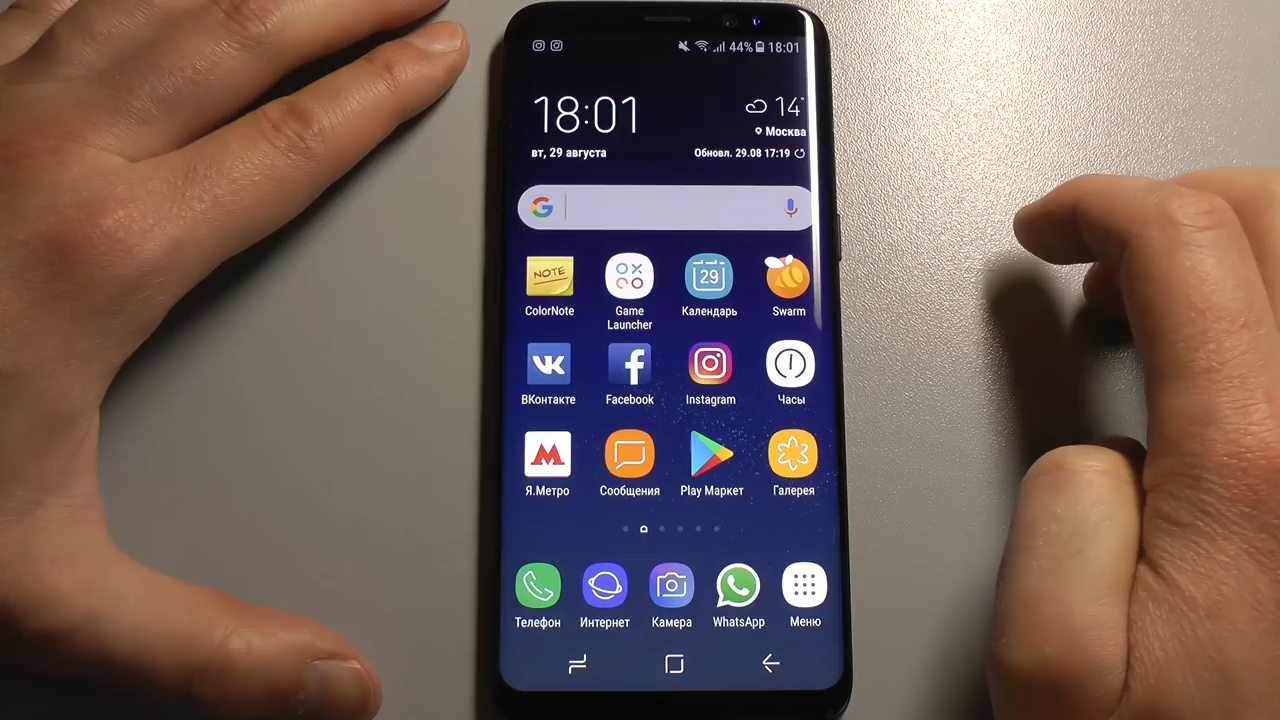 44% 18:01
18:01
14°
Москва
вт, 29 августа
Обновл. 29.08 17:19
G
NOTE
29
ColorNote
Game
Launcher
Календарь
Swarm
ВКонтакте
Facebook
Instagram
Часы
М
Я.Метро
Сообщения
Play Маркет
Галерея
Телефон
Интернет
Камера
WhatsApp
Меню